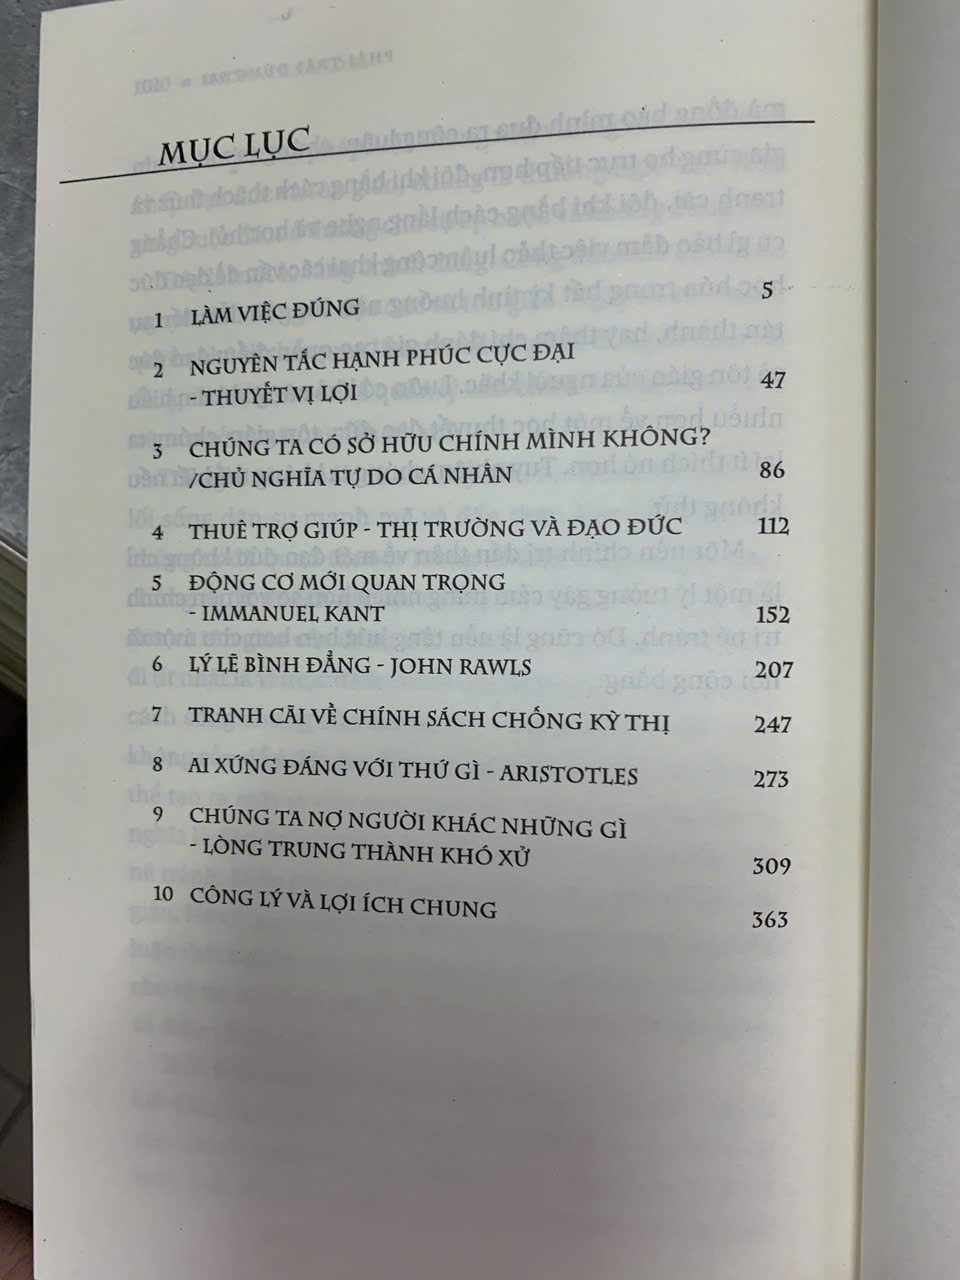 MỤC LỤC
1 LÀM VIỆC ĐÚNG 5
2 NGUYÊN TẮC HẠNH PHÚC CỰC ĐẠI
- THUYẾT VỊ LỢI 47
3 CHÚNG TA CÓ SỞ HỮU CHÍNH MÌNH KHÔNG?
/CHỦ NGHĨA TỰ DO CÁ NHÂN 86
4 THUÊ TRỢ GIÚP - THỊ TRƯỜNG VÀ ĐẠO ĐỨC 112
5 ĐỘNG CƠ MỚI QUAN TRỌNG
- IMMANUEL KANT 152
6 LÝ LẼ BÌNH ĐẲNG - JOHN RAWLS 207
7 TRANH CÃI VỀ CHÍNH SÁCH CHỐNG KỲ THỊ 247
8 AI XỨNG ĐÁNG VỚI THỨ GÌ - ARISTOTLES 273
9 CHÚNG TA NỢ NGƯỜI KHÁC NHỮNG GÌ
- LÒNG TRUNG THÀNH KHÓ XỬ 309
10 CÔNG LÝ VÀ LỢI ÍCH CHUNG 363